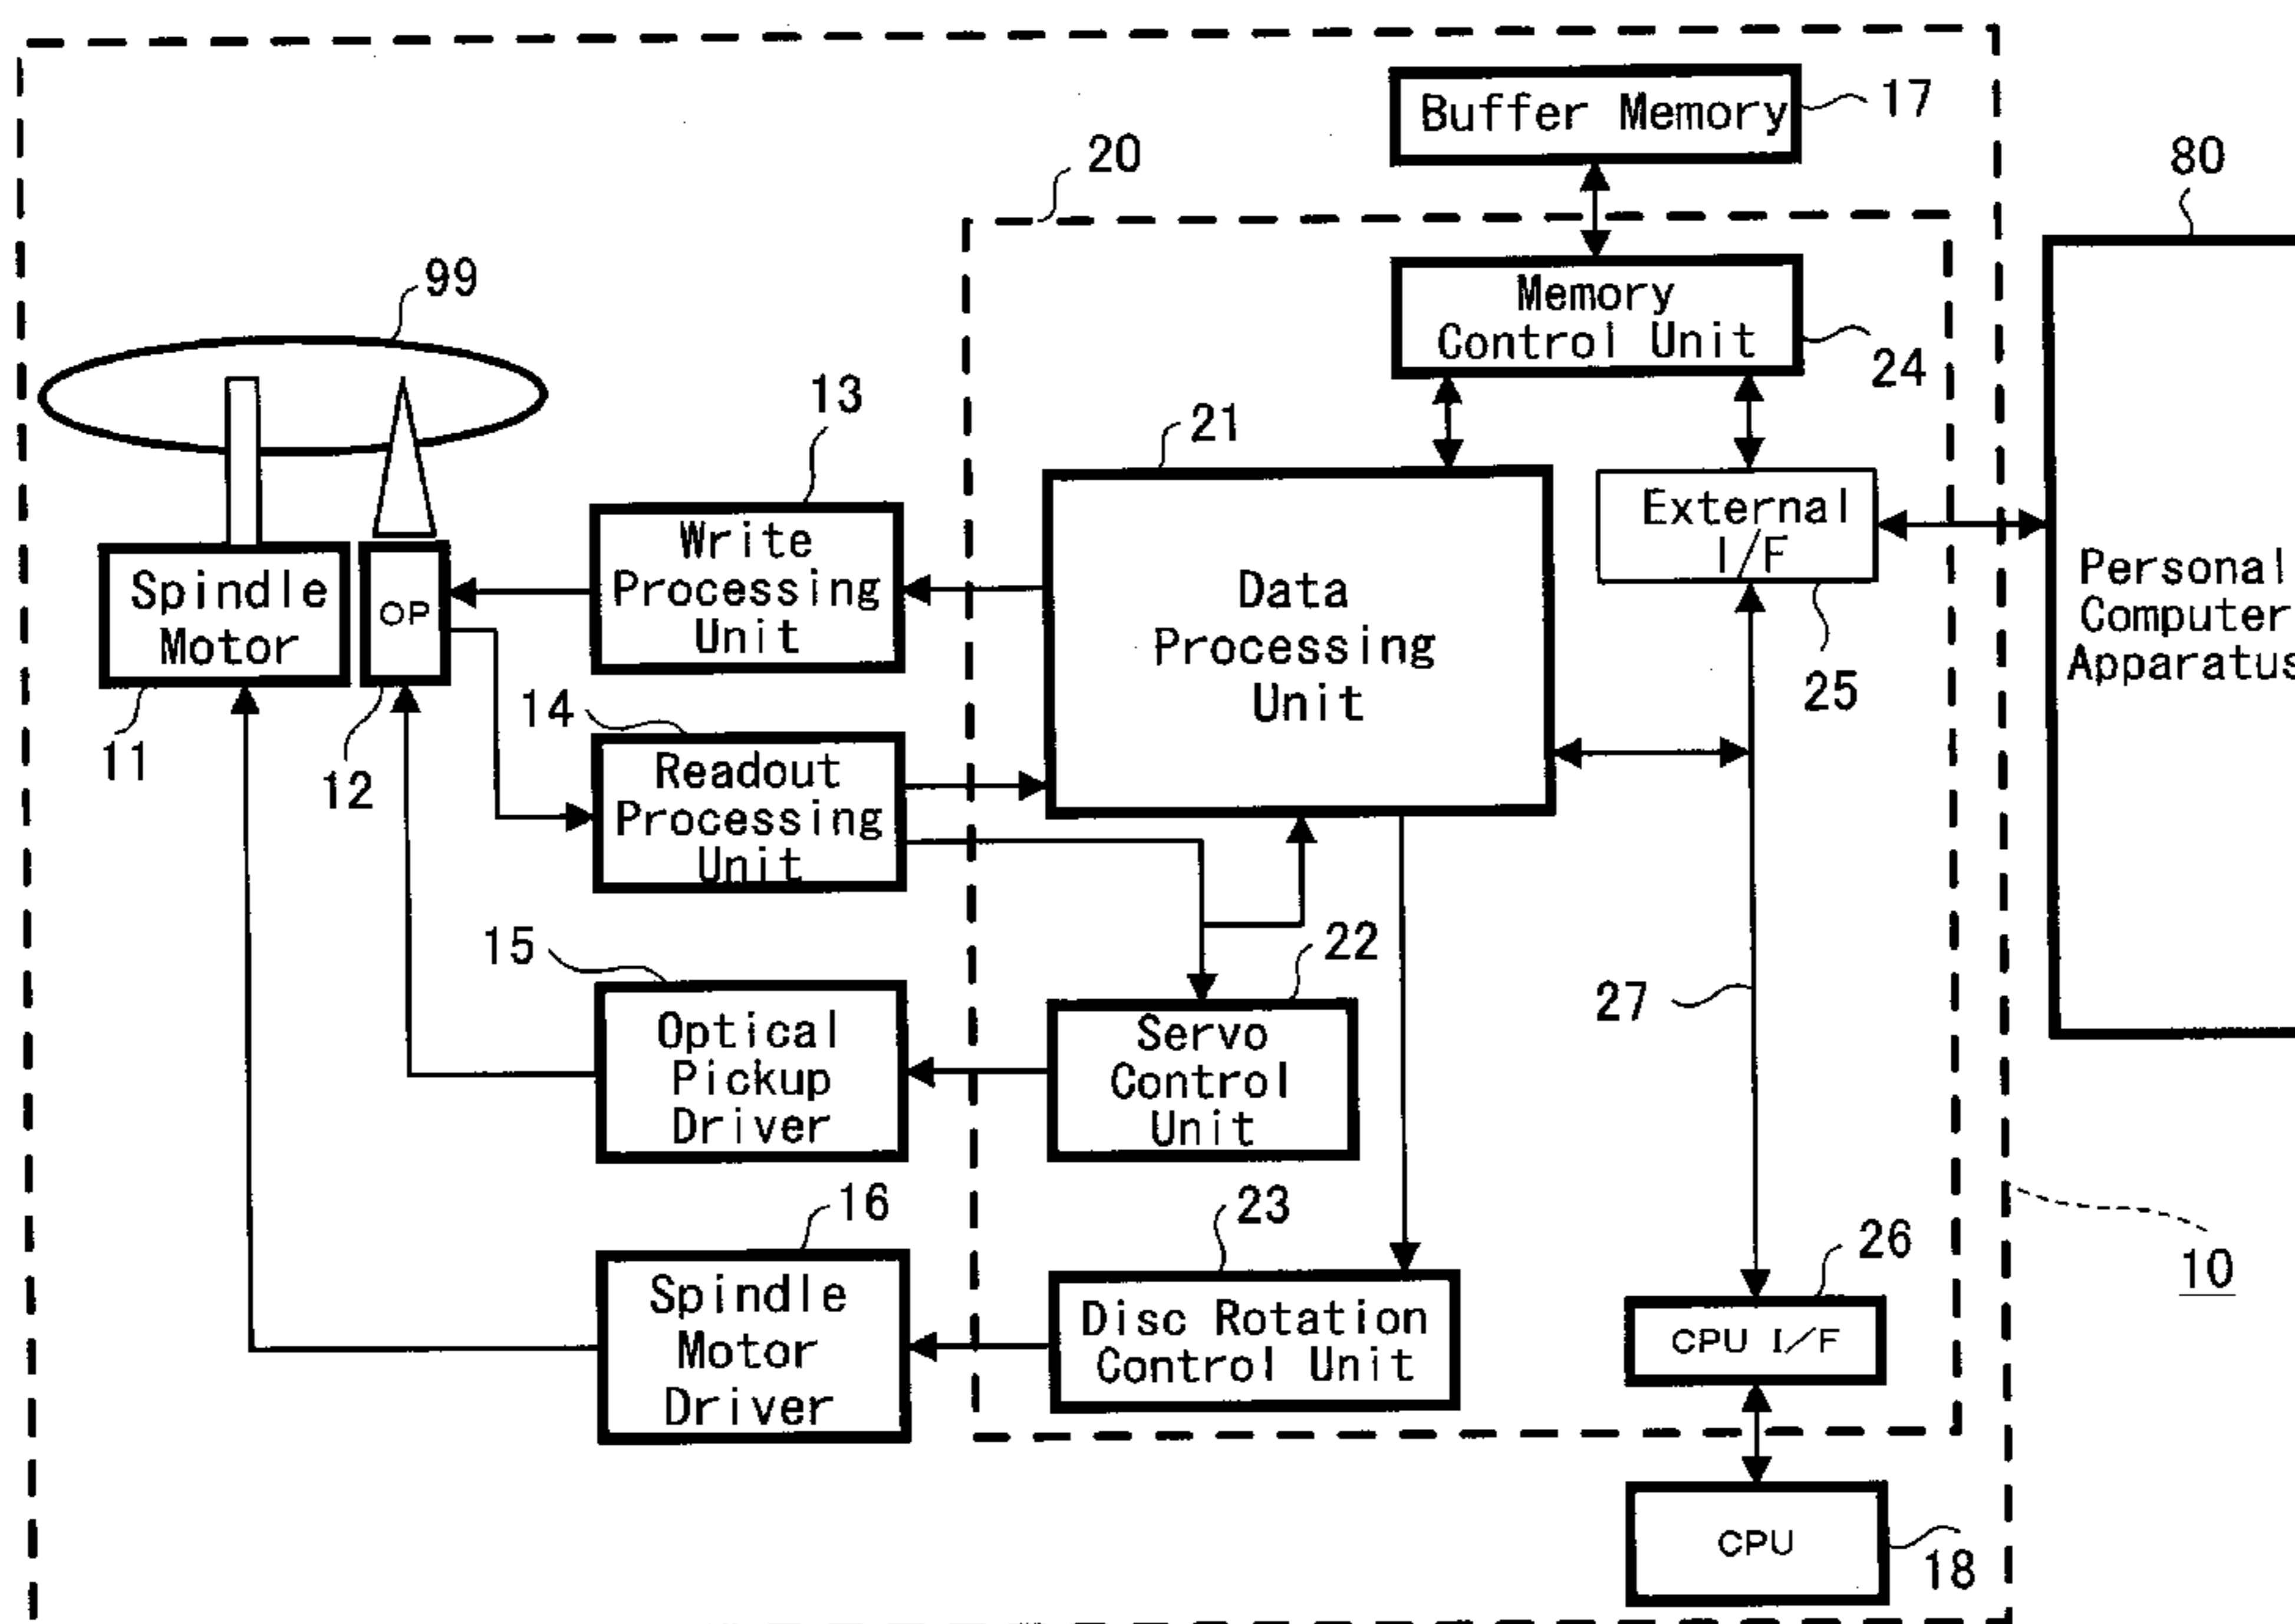 Buffer Memory
17
20
80
Memory
Control Unit
24
99
13
21
External
I/F
25
Write
Processing
Unit
Data
Processing
Unit
Personal
Computer
Apparatus
Spindle
Motor
11
OP
12
14
Readout
Processing
Unit
15
22
27
Optical
Pickup
Driver
Servo
Control
Unit
16
23
26
10
Spindle
Motor
Driver
Disc Rotation
Control Unit
CPU I/F
CPU
18